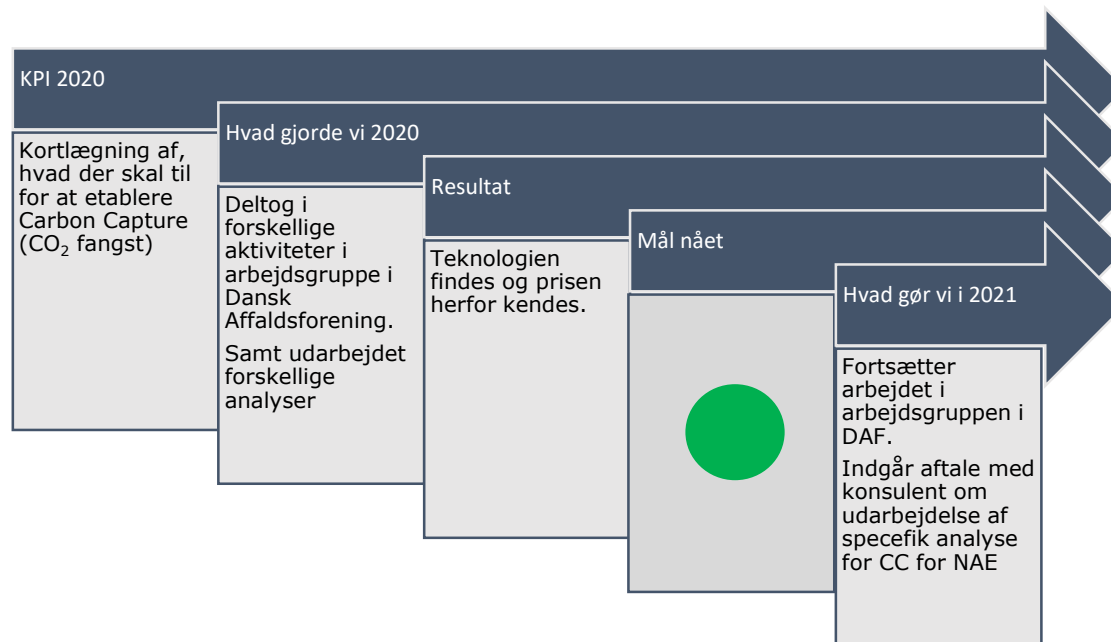 KPI 2020
Kortlægning af,
hvad der skal til
for at etablere
Carbon Capture
(CO₂ fangst)
Hvad gjorde vi 2020
Deltog i
forskellige
aktiviteter i
arbejdsgruppe i
Dansk
Affaldsforening.
Samt udarbejdet
forskellige
analyser
Resultat
Teknologien
findes og prisen
herfor kendes.
Mål nået
Hvad gør vi i 2021
Fortsætter
arbejdet i
arbejdsgruppen i
DAF.
Indgår aftale med
konsulent om
udarbejdelse af
specefik analyse
for CC for NAE